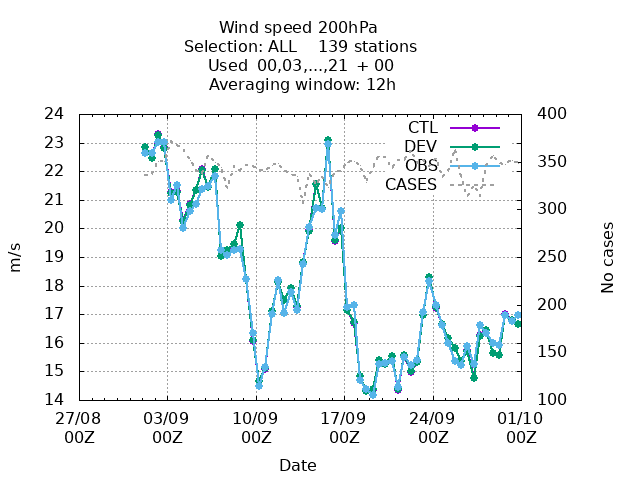 Wind speed 200hPa
Selection: ALL    139 stations
Used  00,03,...,21  + 00
Averaging window: 12h
24
23
22
21
20
19
18
17
16
15
14
m/s
400
350
300
250
200
150
100
No cases
CTL
DEV
OBS
CASES
27/08 03/09 10/09 17/09 24/09 01/10
00Z 00Z 00Z 00Z 00Z 00Z
Date